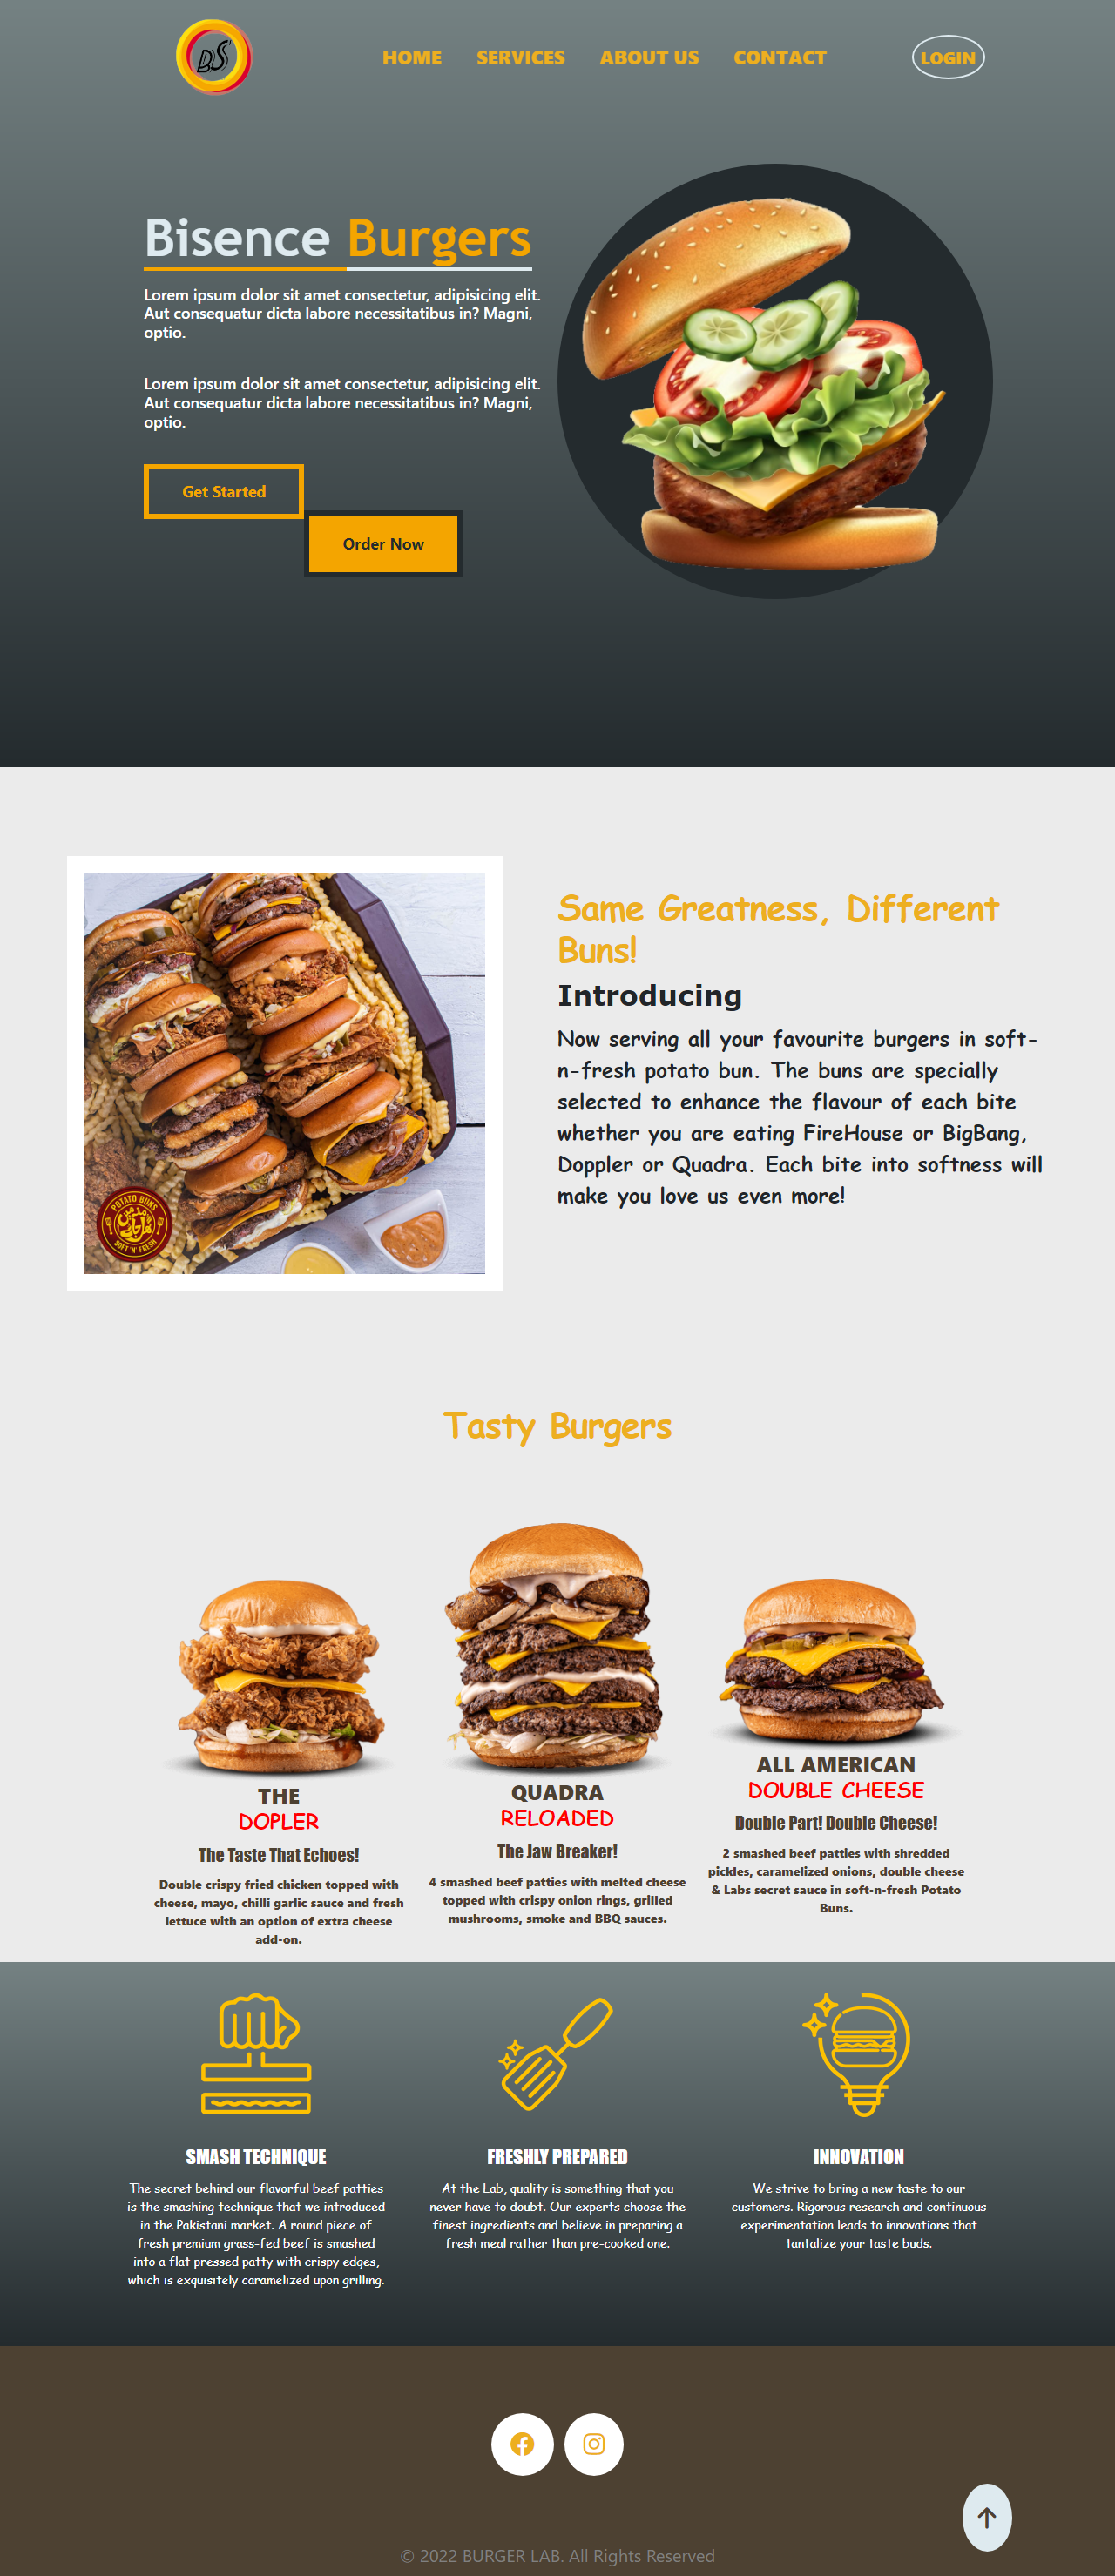 BS
HOME SERVICES ABOUT US CONTACT LOGIN
Bisence Burgers
Lorem ipsum dolor sit amet consectetur, adipisicing elit.
Aut consequatur dicta labore necessitatibus in? Magni,
optio.
Lorem ipsum dolor sit amet consectetur, adipisicing elit.
Aut consequatur dicta labore necessitatibus in? Magni,
optio.
Get Started
Order Now
POTATO BUNS
SOFT 'N' FRESH
Same Greatness, Different
Buns!
Introducing
Now serving all your favourite burgers in soft-
n-fresh potato bun. The buns are specially
selected to enhance the flavour of each bite
whether you are eating FireHouse or BigBang,
Doppler or Quadra. Each bite into softness will
make you love us even more!
Tasty Burgers
THE
DOPLER
The Taste That Echoes!
Double crispy fried chicken topped with
cheese, mayo, chilli garlic sauce and fresh
lettuce with an option of extra cheese
add-on.
QUADRA
RELOADED
The Jaw Breaker!
4 smashed beef patties with melted cheese
topped with crispy onion rings, grilled
mushrooms, smoke and BBQ sauces.
ALL AMERICAN
DOUBLE CHEESE
Double Part! Double Cheese!
2 smashed beef patties with shredded
pickles, caramelized onions, double cheese
& Labs secret sauce in soft-n-fresh Potato
Buns.
SMASH TECHNIQUE
The secret behind our flavorful beef patties
is the smashing technique that we introduced
in the Pakistani market. A round piece of
fresh premium grass-fed beef is smashed
into a flat pressed patty with crispy edges,
which is exquisitely caramelized upon grilling.
FRESHLY PREPARED
At the Lab, quality is something that you
never have to doubt. Our experts choose the
finest ingredients and believe in preparing a
fresh meal rather than pre-cooked one.
INNOVATION
We strive to bring a new taste to our
customers. Rigorous research and continuous
experimentation leads to innovations that
tantalize your taste buds.
© 2022 BURGER LAB. All Rights Reserved